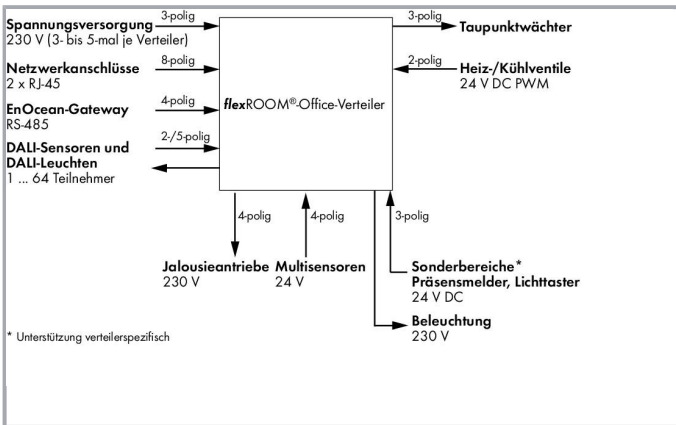 Spannungsversorgung
230 V (3- bis 5-mal je Verteiler)
3-polig
Netzwerkanschlüsse
2 x RJ-45
8-polig
EnOcean-Gateway
RS-485
4-polig
DALI-Sensoren und
DALI-Leuchten
1 ... 64 Teilnehmer
2-/5-polig
flexROOM®-Office-Verteiler
3-polig
Taupunktwächter
2-polig
Heiz-/Kühlventile
24 V DC PWM
4-polig
Jalousieantriebe
230 V
4-polig
Multisensoren
24 V
3-polig
Sonderbereiche*
Präsensmelder, Lichttaster
24 V DC
Beleuchtung
230 V
* Unterstützung verteilerspezifisch